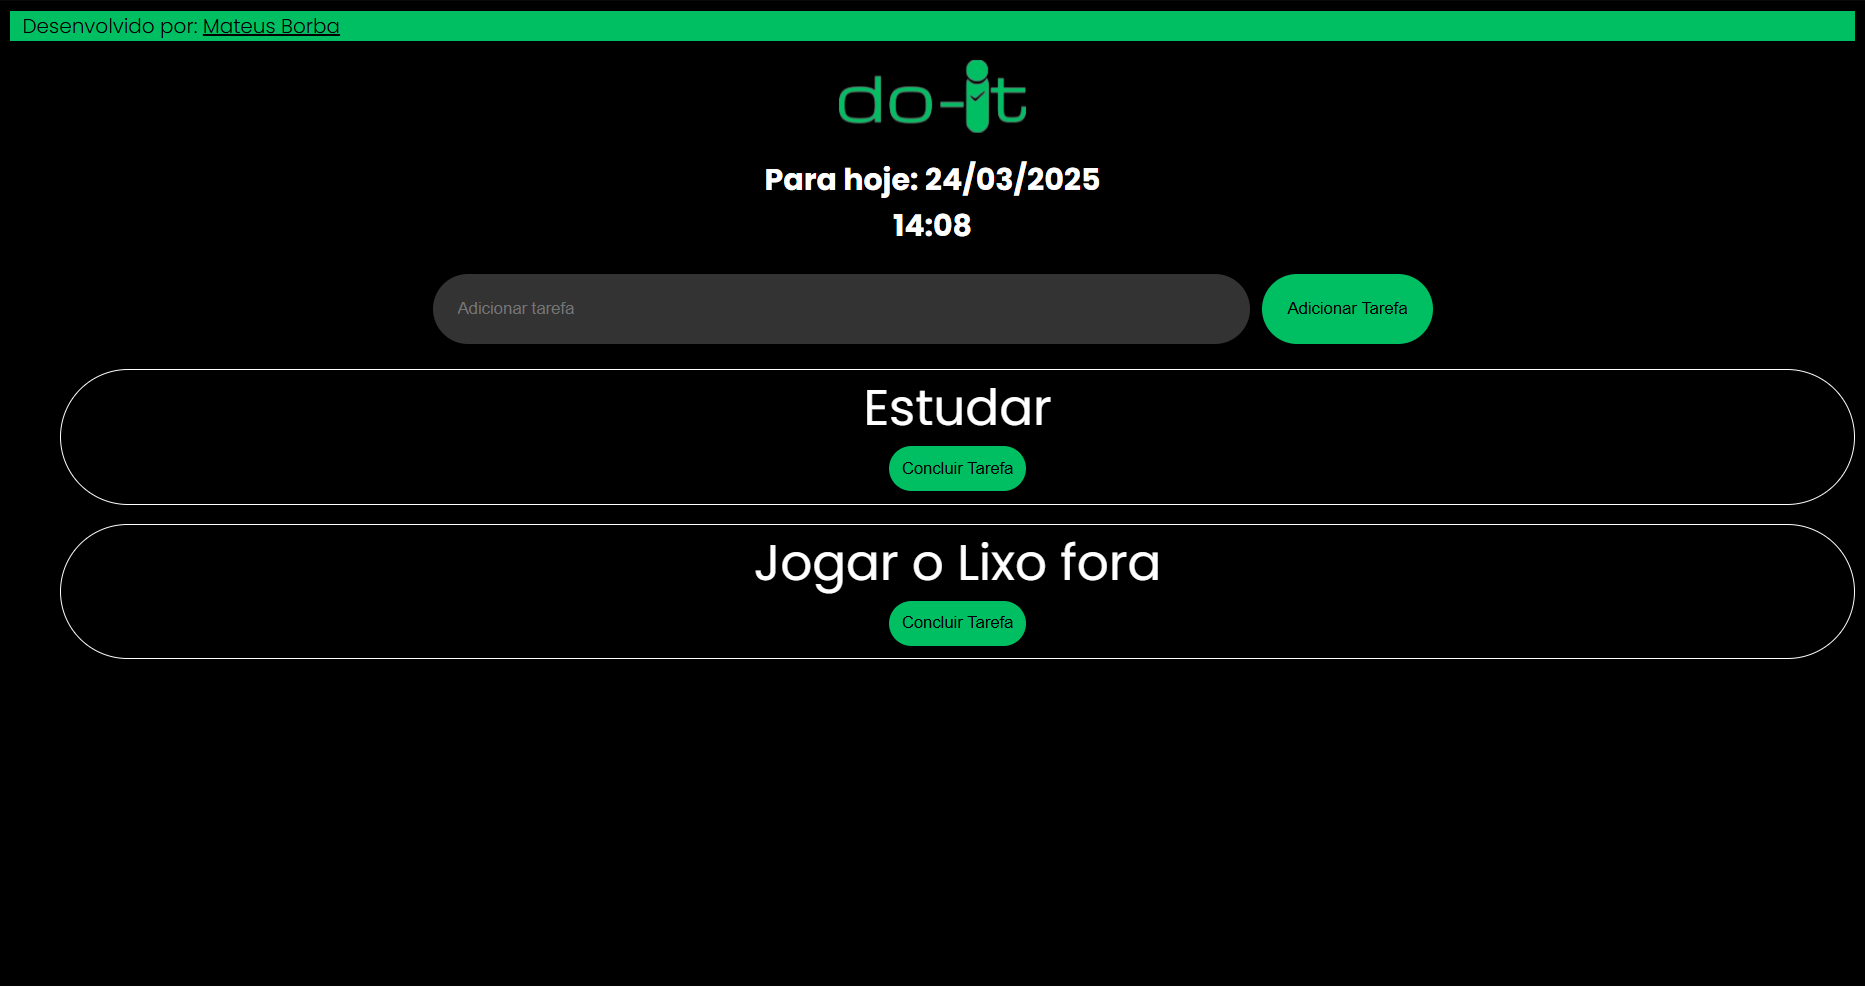 Desenvolvido por: Mateus Borba
do-it
Para hoje: 24/03/2025
14:08
Adicionar tarefa
Adicionar Tarefa
Estudar
Concluir Tarefa
Jogar o Lixo fora
Concluir Tarefa